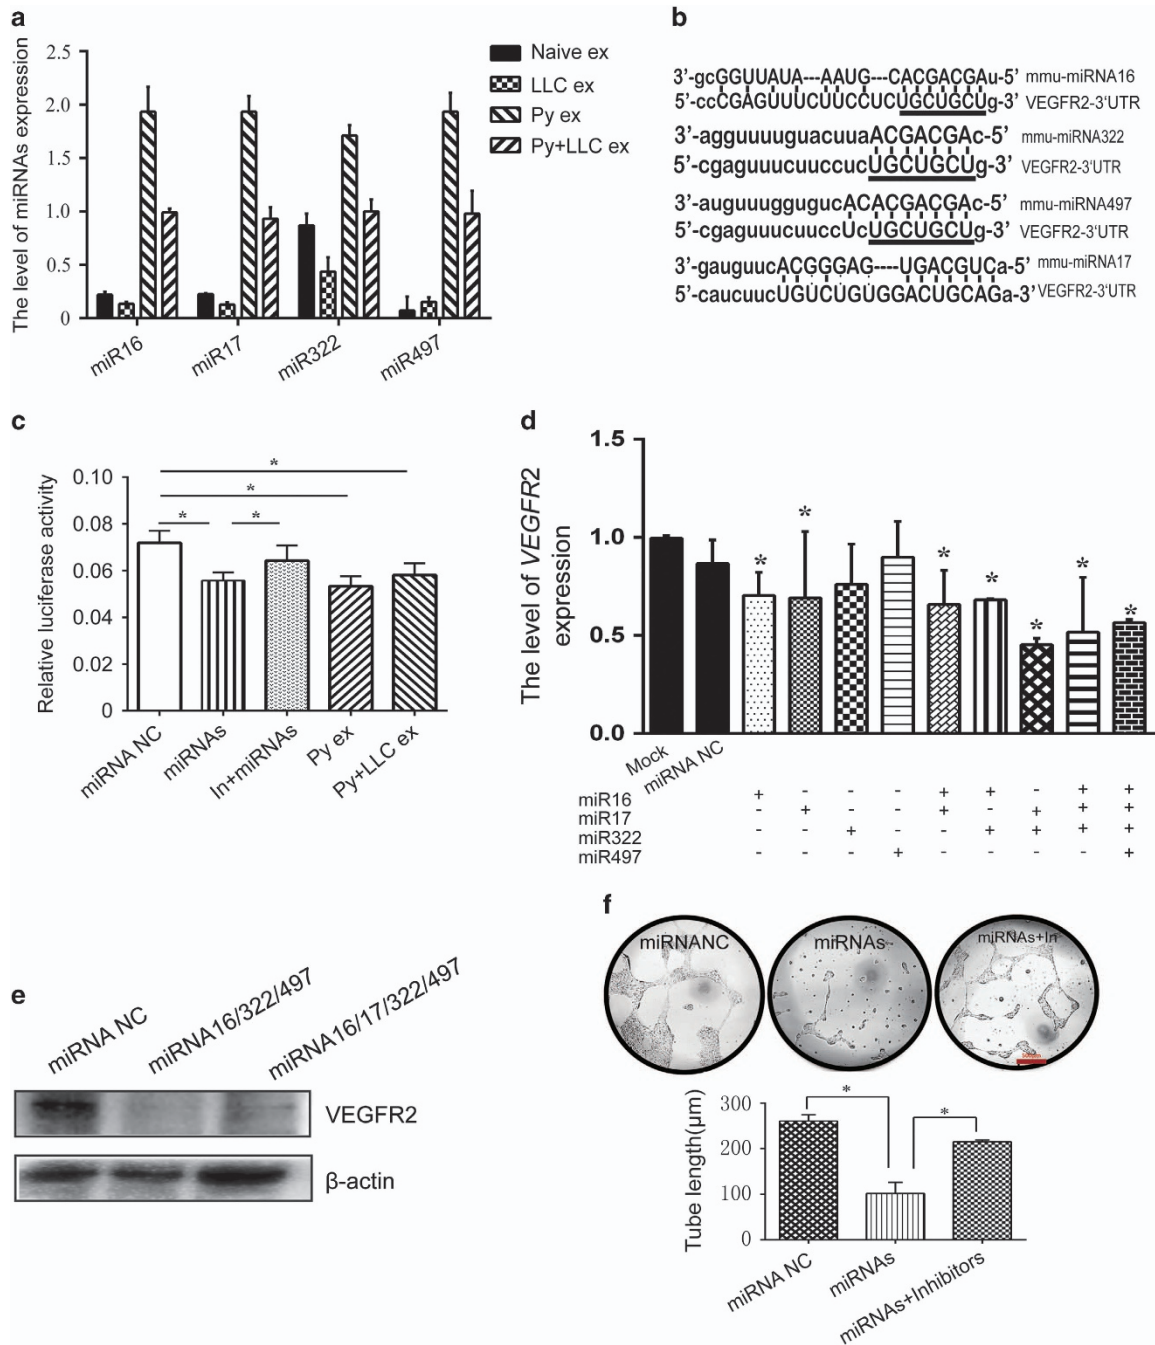 a
The level of miRNAs expression
2.5
2.0
1.5
1.0
0.5
0
miR16
miR17
miR322
miR497
Naive ex
LLC ex
Py ex
Py+LLC ex
b
3'-gcGGUUAUA---AAUG---CACGACGAu-5' mmu-miRNA16
5'-ccCGAGUUUCUUCCUCUGCUGCUg-3' VEGFR2-3'UTR
3'-agguuuuguacuuaACGACGAc-5' mmu-miRNA322
5'-cgaguuucuuccucUGCUGCUg-3' VEGFR2-3'UTR
3'-auguuuggugucACACGACGAc-5' mmu-miRNA497
5'-cgaguuucuuccUcUGCUGCUg-3' VEGFR2-3'UTR
3'-gauguucACGGGAG----UGACGUCa-5' mmu-miRNA17
5'-caucuucUGUCUGUGGACUGCAGa-3' VEGFR2-3'UTR
c
Relative luciferase activity
0.10
0.08
0.06
0.04
0.02
0
* * * *
miRNA NC
miRNAs
In+miRNAs
Py ex
Py+LLC ex
d
The level of VEGFR2
expression
1.5
1.0
0.5
0.0
* * * * * * *
Mock
miRNA NC
miR16 + - - - + + - + +
miR17 - + - - + - + + +
miR322 - - + - - + + + +
miR497 - - - + - - - - +
e
miRNA NC
miRNA16/322/497
miRNA16/17/322/497
VEGFR2
β-actin
f
miRNANC
miRNAs
miRNAs+In
Tube length(μm)
300
200
100
0
* *
miRNA NC
miRNAs
miRNAs+Inhibitors